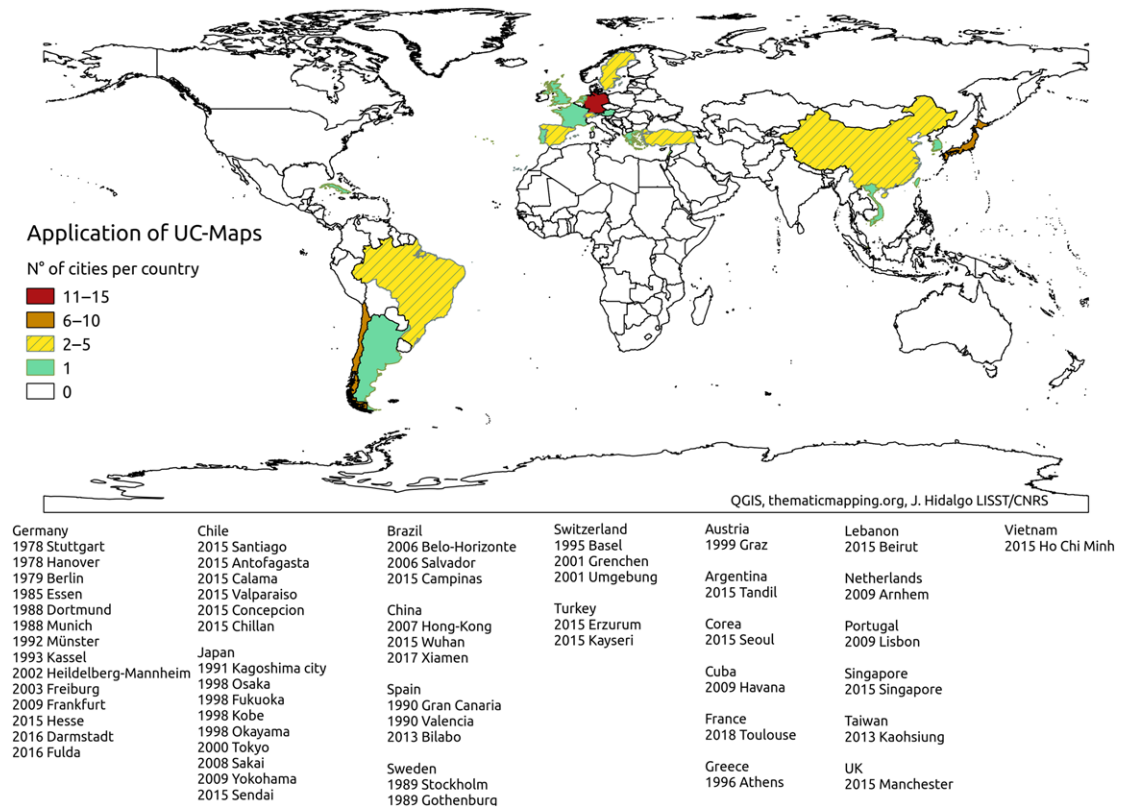 Application of UC-Maps
N° of cities per country
11–15
6–10
2–5
1
0
QGIS, thematicmapping.org, J. Hidalgo LISST/CNRS
Germany
1978 Stuttgart
1978 Hanover
1979 Berlin
1985 Essen
1988 Dortmund
1988 Munich
1992 Münster
1993 Kassel
2002 Heildelberg-Mannheim
2003 Freiburg
2009 Frankfurt
2015 Hesse
2016 Darmstadt
2016 Fulda
Chile
2015 Santiago
2015 Antofagasta
2015 Calama
2015 Valparaiso
2015 Concepcion
2015 Chillan
Japan
1991 Kagoshima city
1998 Osaka
1998 Fukuoka
1998 Kobe
1998 Okayama
2000 Tokyo
2008 Sakai
2009 Yokohama
2015 Sendai
Brazil
2006 Belo-Horizonte
2006 Salvador
2015 Campinas
China
2007 Hong-Kong
2015 Wuhan
2017 Xiamen
Spain
1990 Gran Canaria
1990 Valencia
2013 Bilabo
Sweden
1989 Stockholm
1989 Gothenburg
Switzerland
1995 Basel
2001 Grenchen
2001 Umgebung
Turkey
2015 Erzurum
2015 Kayseri
Austria
1999 Graz
Argentina
2015 Tandil
Corea
2015 Seoul
Cuba
2009 Havana
France
2018 Toulouse
Greece
1996 Athens
Lebanon
2015 Beirut
Netherlands
2009 Arnhem
Portugal
2009 Lisbon
Singapore
2015 Singapore
Taiwan
2013 Kaohsiung
UK
2015 Manchester
Vietnam
2015 Ho Chi Minh